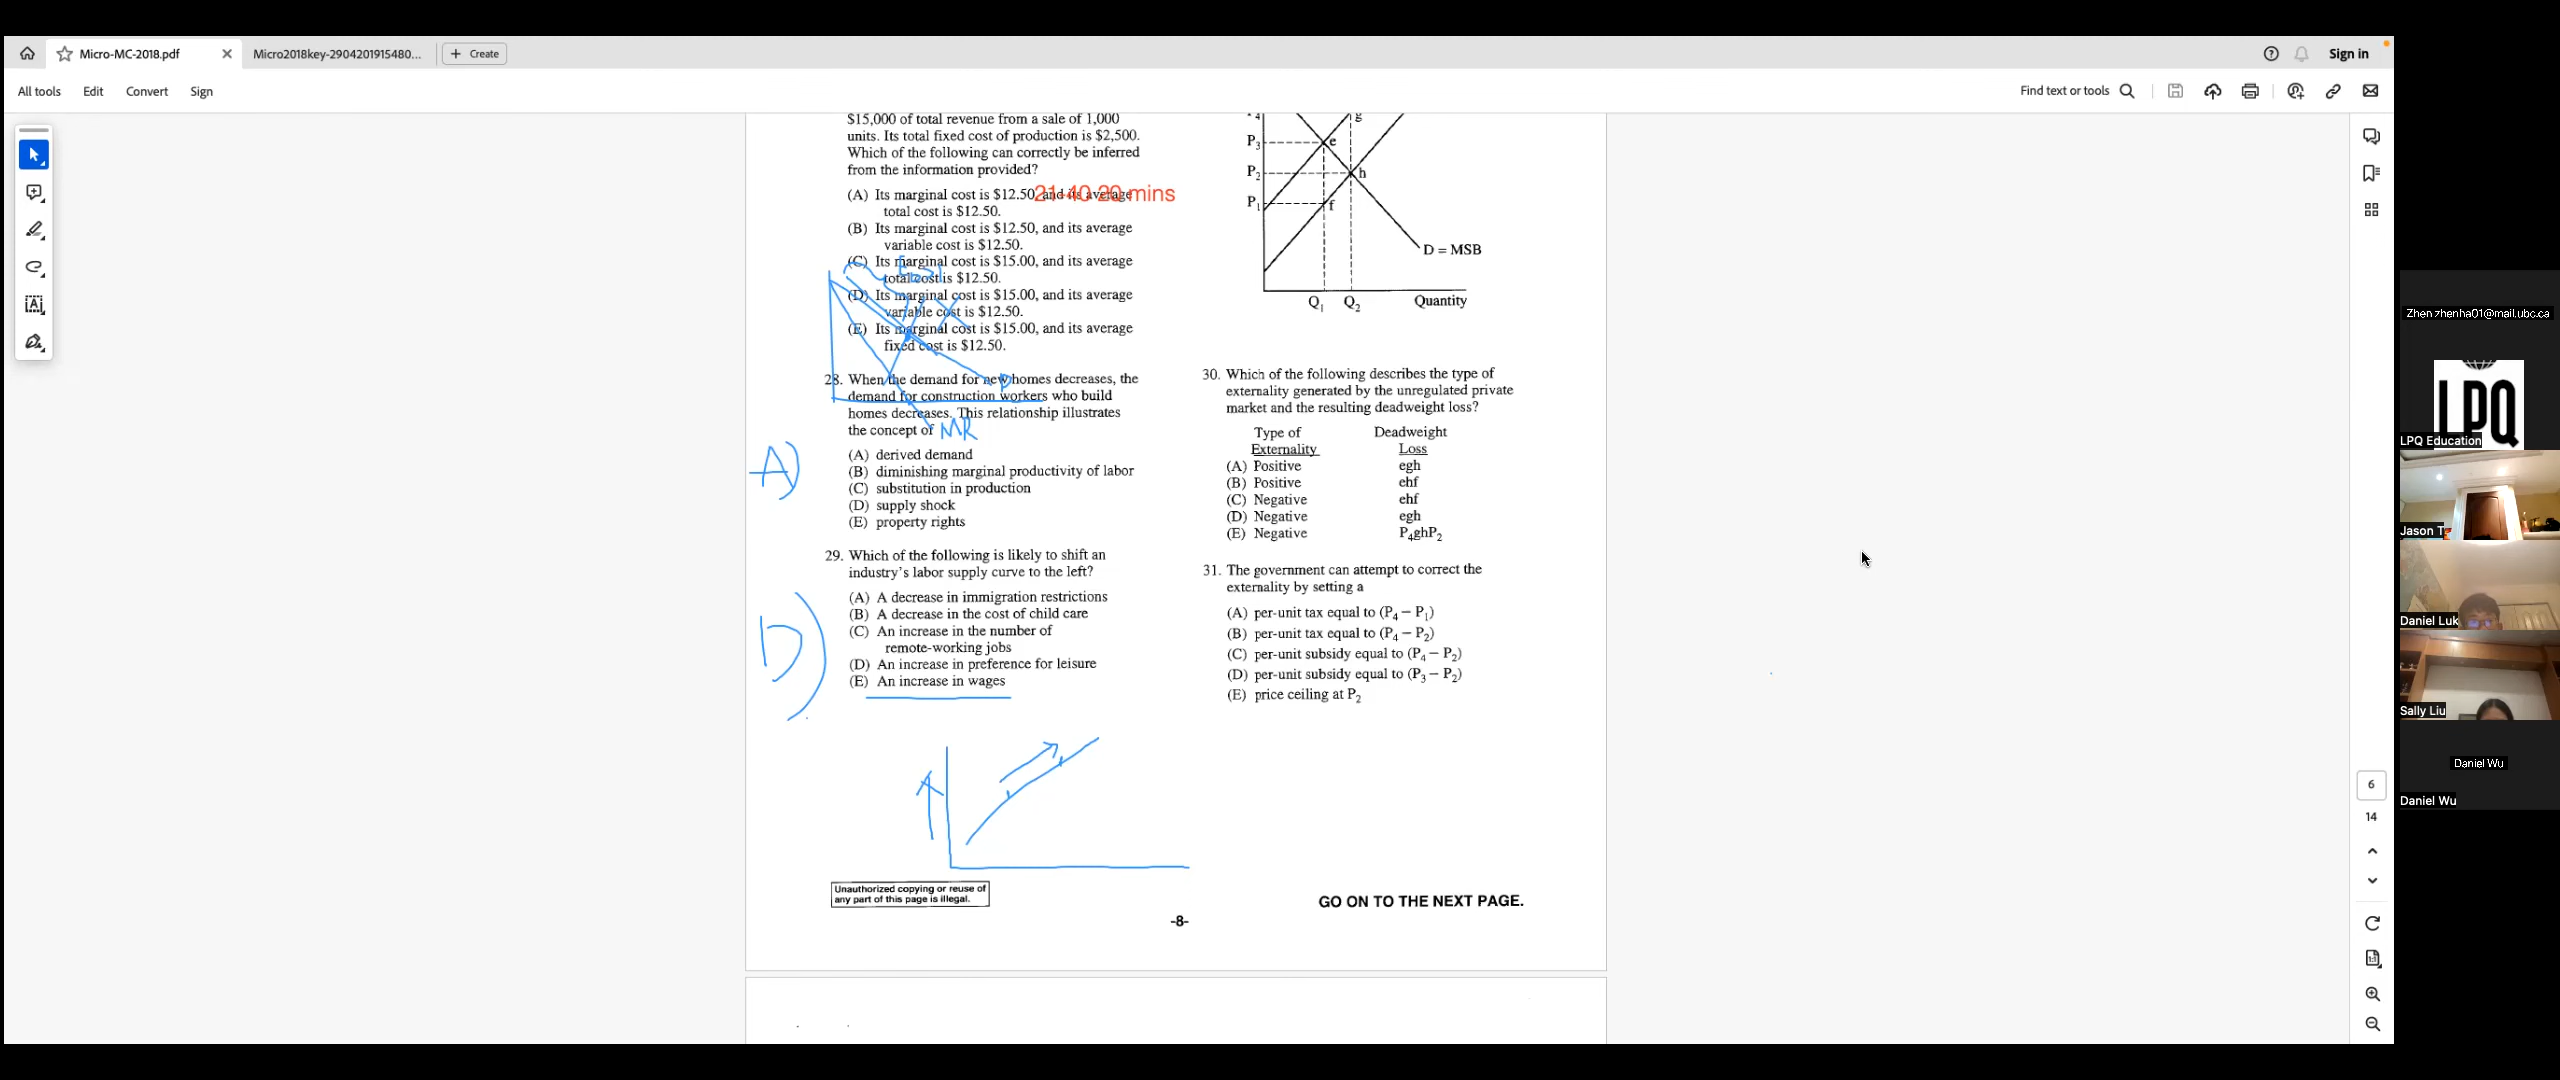 Micro-MC-2018.pdf
Micro2018key-2904201915480...
+ Create
Sign in
All tools
Edit
Convert
Sign
Find text or tools
$15,000 of total revenue from a sale of 1,000
units. Its total fixed cost of production is $2,500.
Which of the following can correctly be inferred
from the information provided?
(A) Its marginal cost is $12.50, and its average
total cost is $12.50.
21-40 20 mins
(B) Its marginal cost is $12.50, and its average
variable cost is $12.50.
(C) Its marginal cost is $15.00, and its average
total cost is $12.50.
(D) Its marginal cost is $15.00, and its average
variable cost is $12.50.
(E) Its marginal cost is $15.00, and its average
fixed cost is $12.50.
D
28. When the demand for new homes decreases, the
demand for construction workers who build
homes decreases. This relationship illustrates
the concept of
MR
A)
(A) derived demand
(B) diminishing marginal productivity of labor
(C) substitution in production
(D) supply shock
(E) property rights
29. Which of the following is likely to shift an
industry's labor supply curve to the left?
D)
(A) A decrease in immigration restrictions
(B) A decrease in the cost of child care
(C) An increase in the number of
remote-working jobs
(D) An increase in preference for leisure
(E) An increase in wages
P4
g
P3
e
P2
h
P1
f
D = MSB
Q1
Q2
Quantity
30. Which of the following describes the type of
externality generated by the unregulated private
market and the resulting deadweight loss?
Type of Deadweight
Externality Loss
(A) Positive egh
(B) Positive ehf
(C) Negative ehf
(D) Negative egh
(E) Negative P4ghP2
31. The government can attempt to correct the
externality by setting a
(A) per-unit tax equal to (P4 − P1)
(B) per-unit tax equal to (P4 − P2)
(C) per-unit subsidy equal to (P4 − P2)
(D) per-unit subsidy equal to (P3 − P2)
(E) price ceiling at P2
Unauthorized copying or reuse of
any part of this page is illegal.
GO ON TO THE NEXT PAGE.
-8-
6
14
Zhen zhenha01@mail.ubc.ca
LPQ
LPQ Education
Jason T
Daniel Luk
Sally Liu
Daniel Wu
Daniel Wu